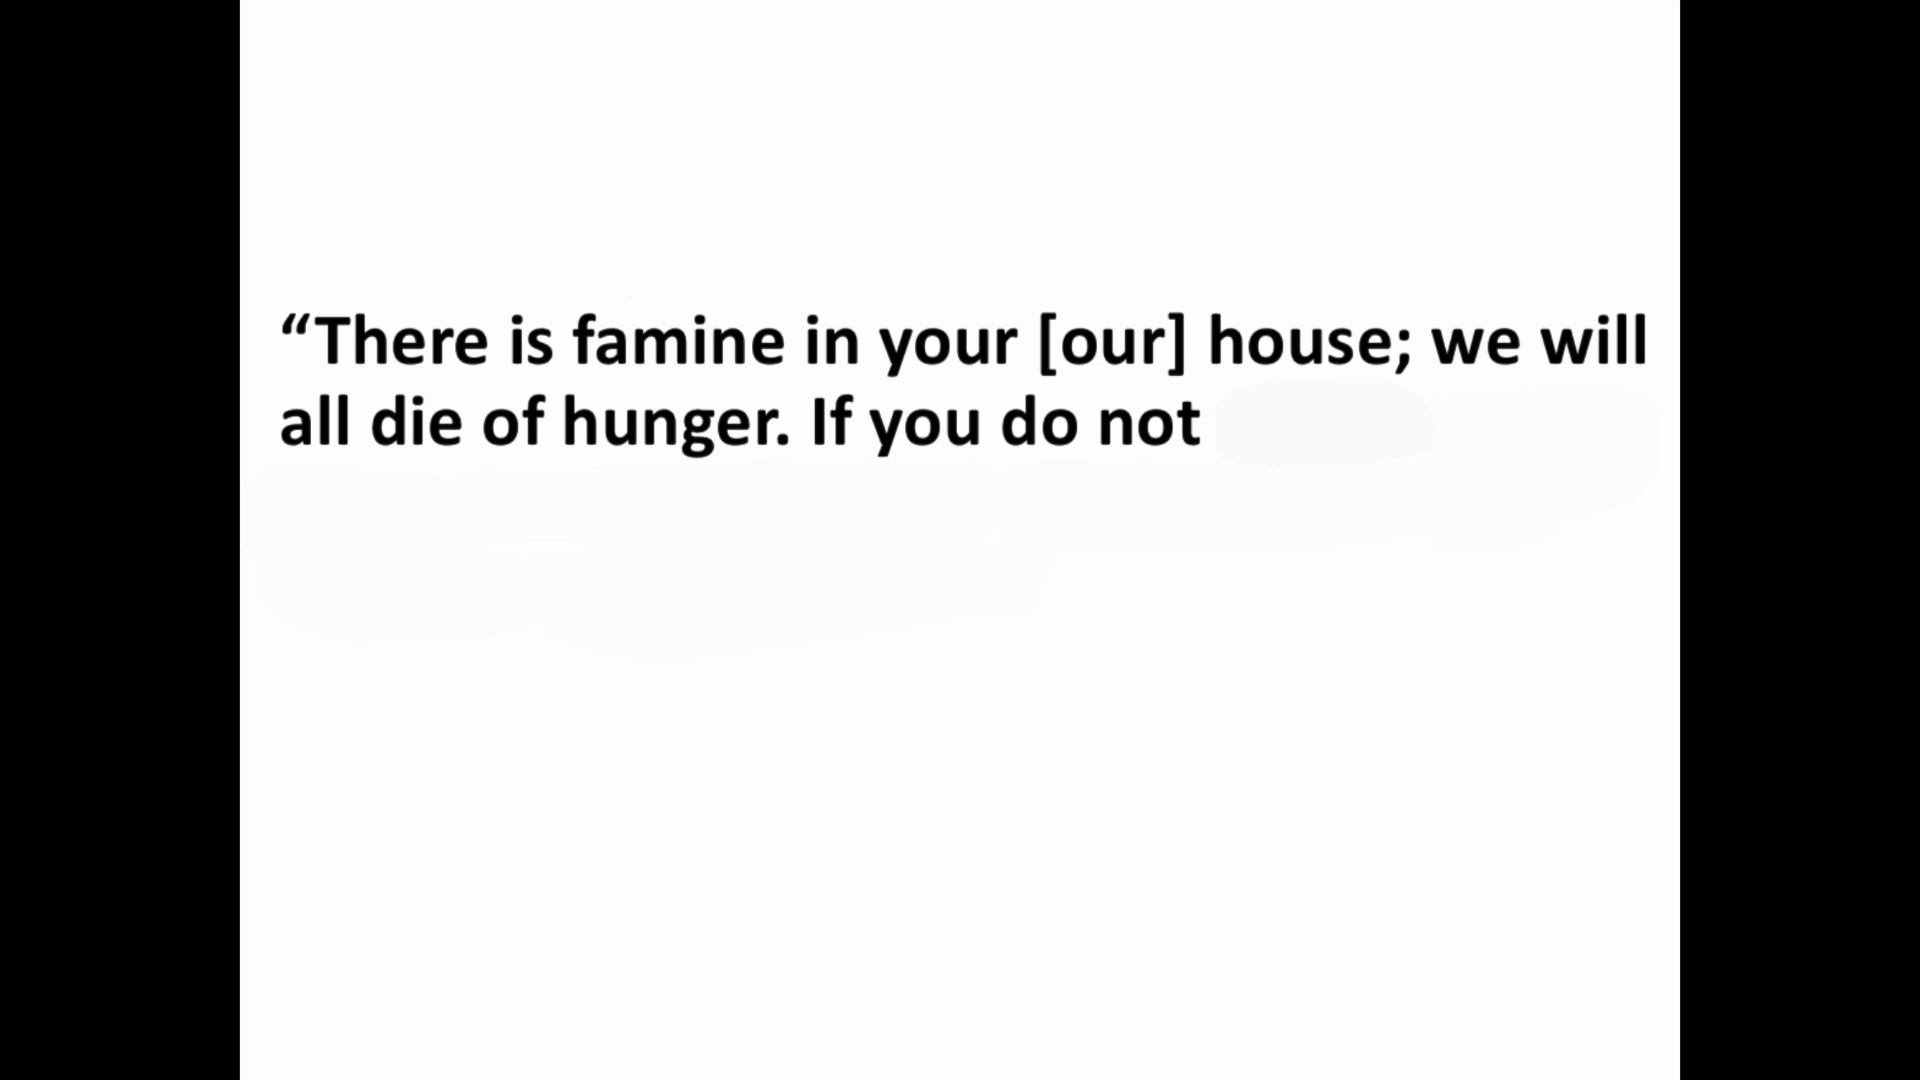 “There is famine in your [our] house; we will
all die of hunger. If you do not